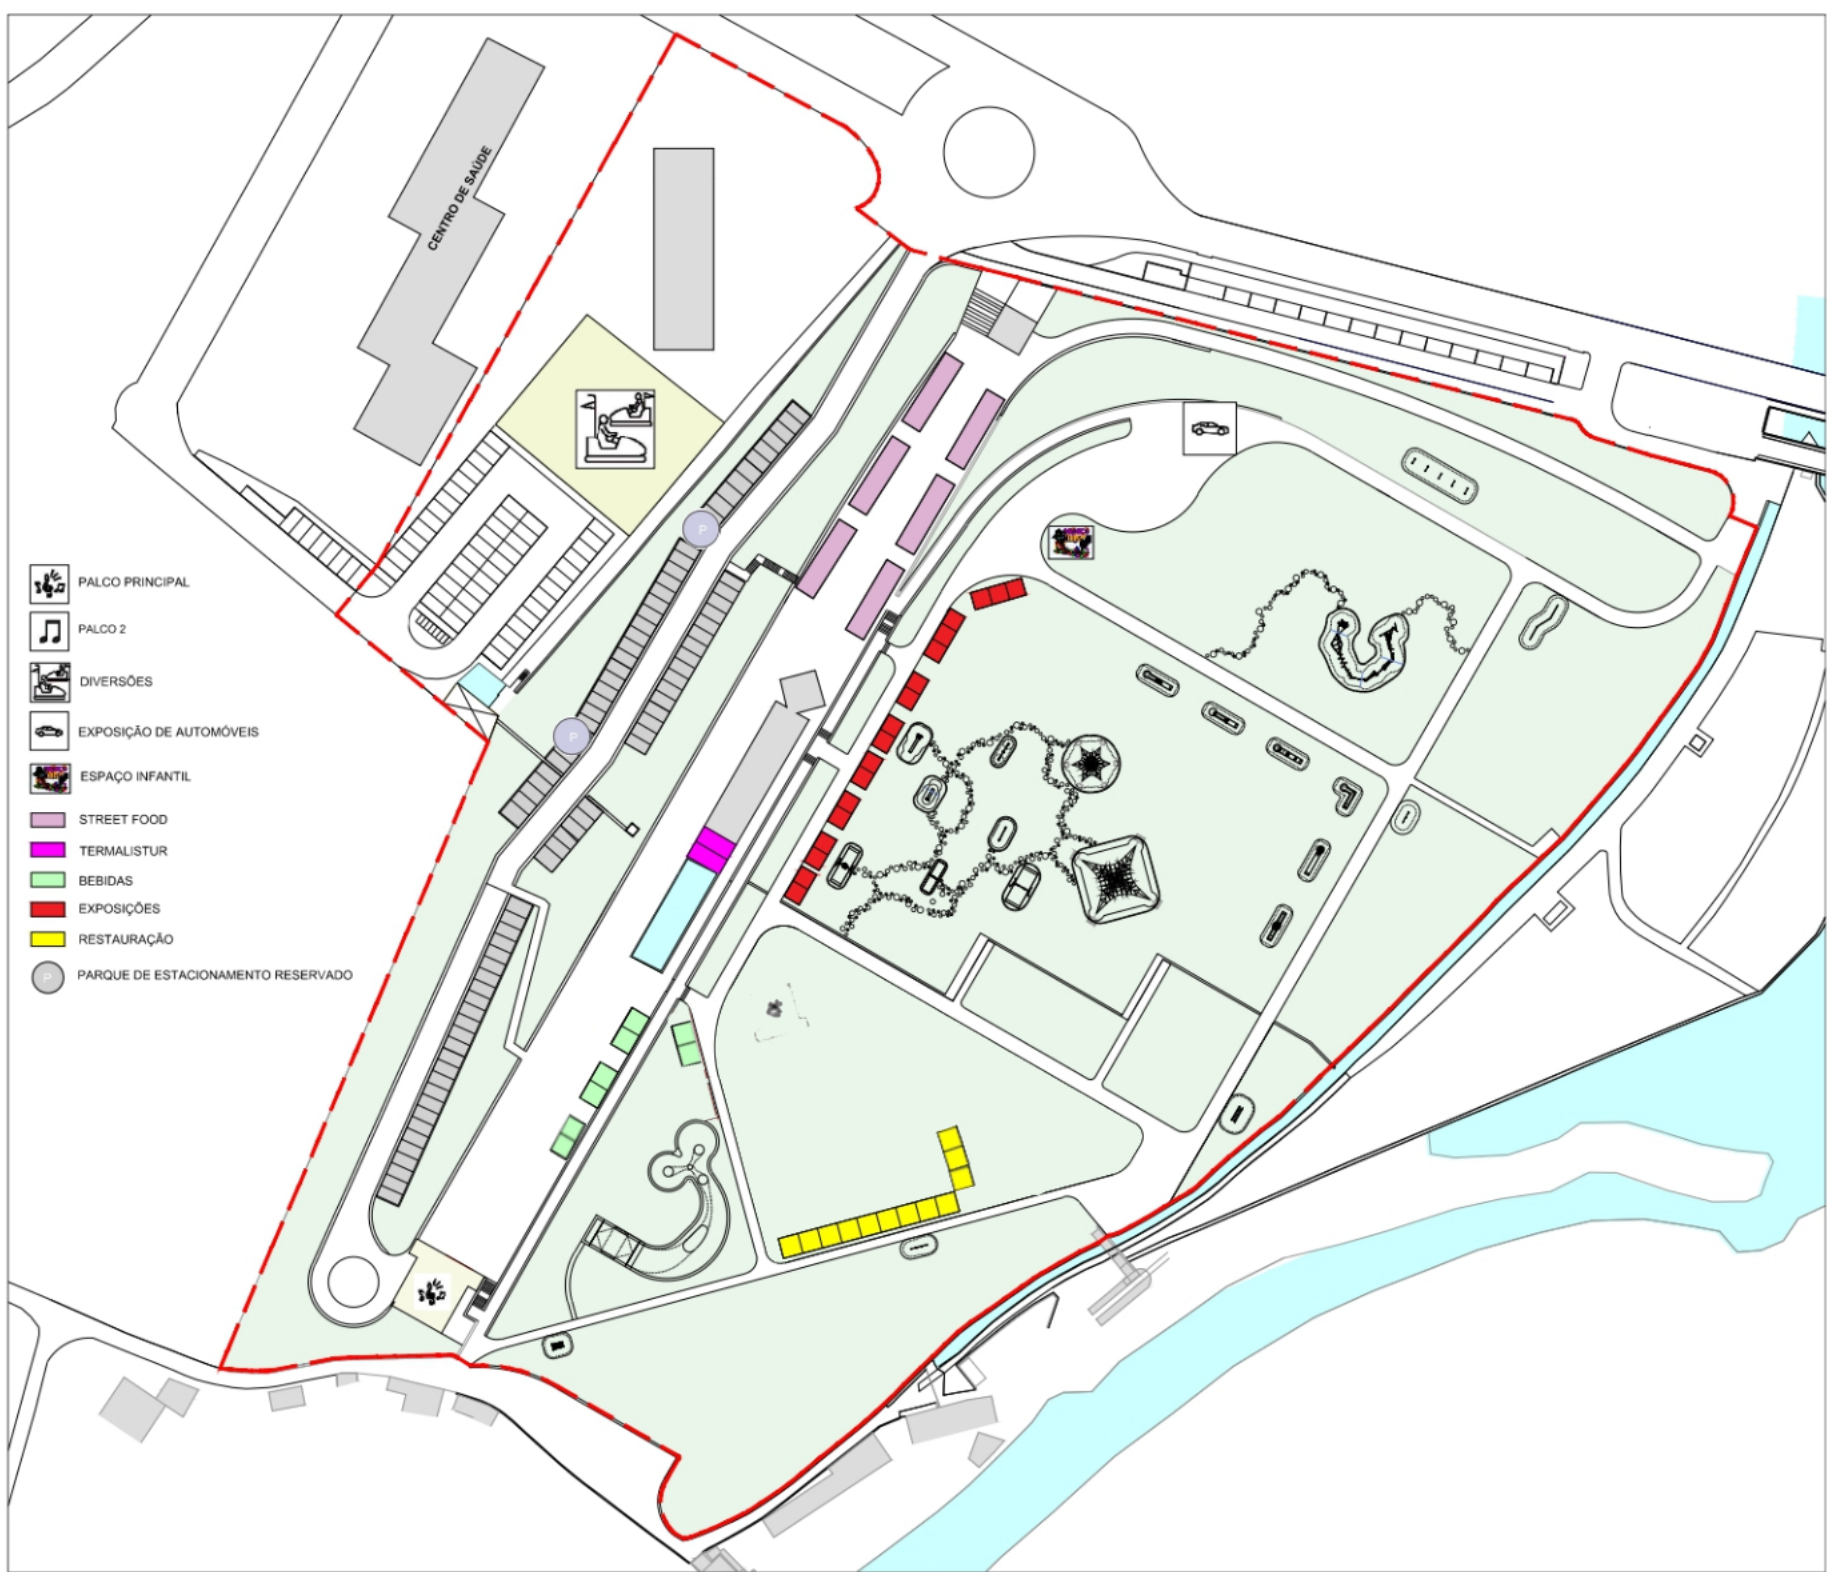 CENTRO DE SAÚDE
P
P
PALCO PRINCIPAL
PALCO 2
DIVERSÕES
EXPOSIÇÃO DE AUTOMÓVEIS
ESPAÇO INFANTIL
STREET FOOD
TERMALISTUR
BEBIDAS
EXPOSIÇÕES
RESTAURAÇÃO
P PARQUE DE ESTACIONAMENTO RESERVADO